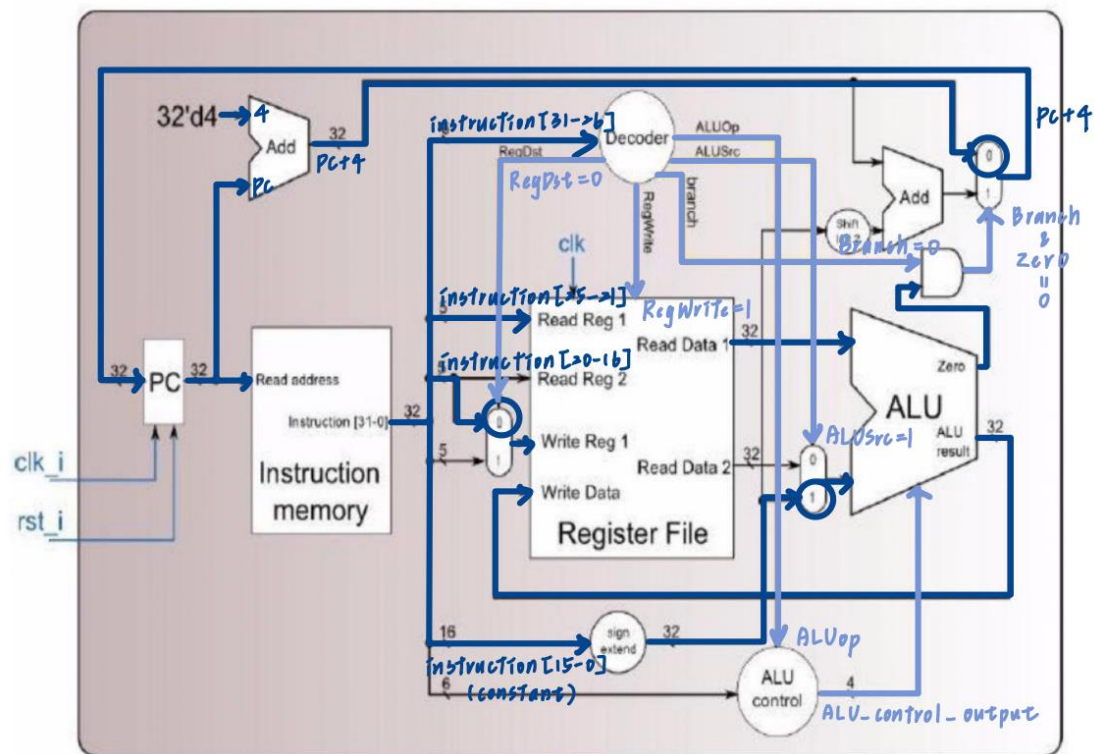 32'd4
4
32
Add
PC+4
PC
instruction[31-26]
Decoder
ALUOp
RegDst
ALUSrc
RegDst=0
branch
RegWrite
0
1
PC+4
Add
Shift
Branch=0
Branch
&
Zero
=
0
clk
instruction[25-21]
5
Read Reg 1
RegWrite=1
Read Data 1
32
instruction[20-16]
5
Read Reg 2
32
PC
32
Read address
Instruction [31-0]
32
Instruction
memory
0
1
5
Write Reg 1
Write Data
Read Data 2
32
Register File
ALUSrc=1
0
1
Zero
ALU
ALU
result
32
clk_i
rst_i
16
sign
extend
32
instruction[15-0]
(constant)
6
ALUop
ALU
control
4
ALU_control_output